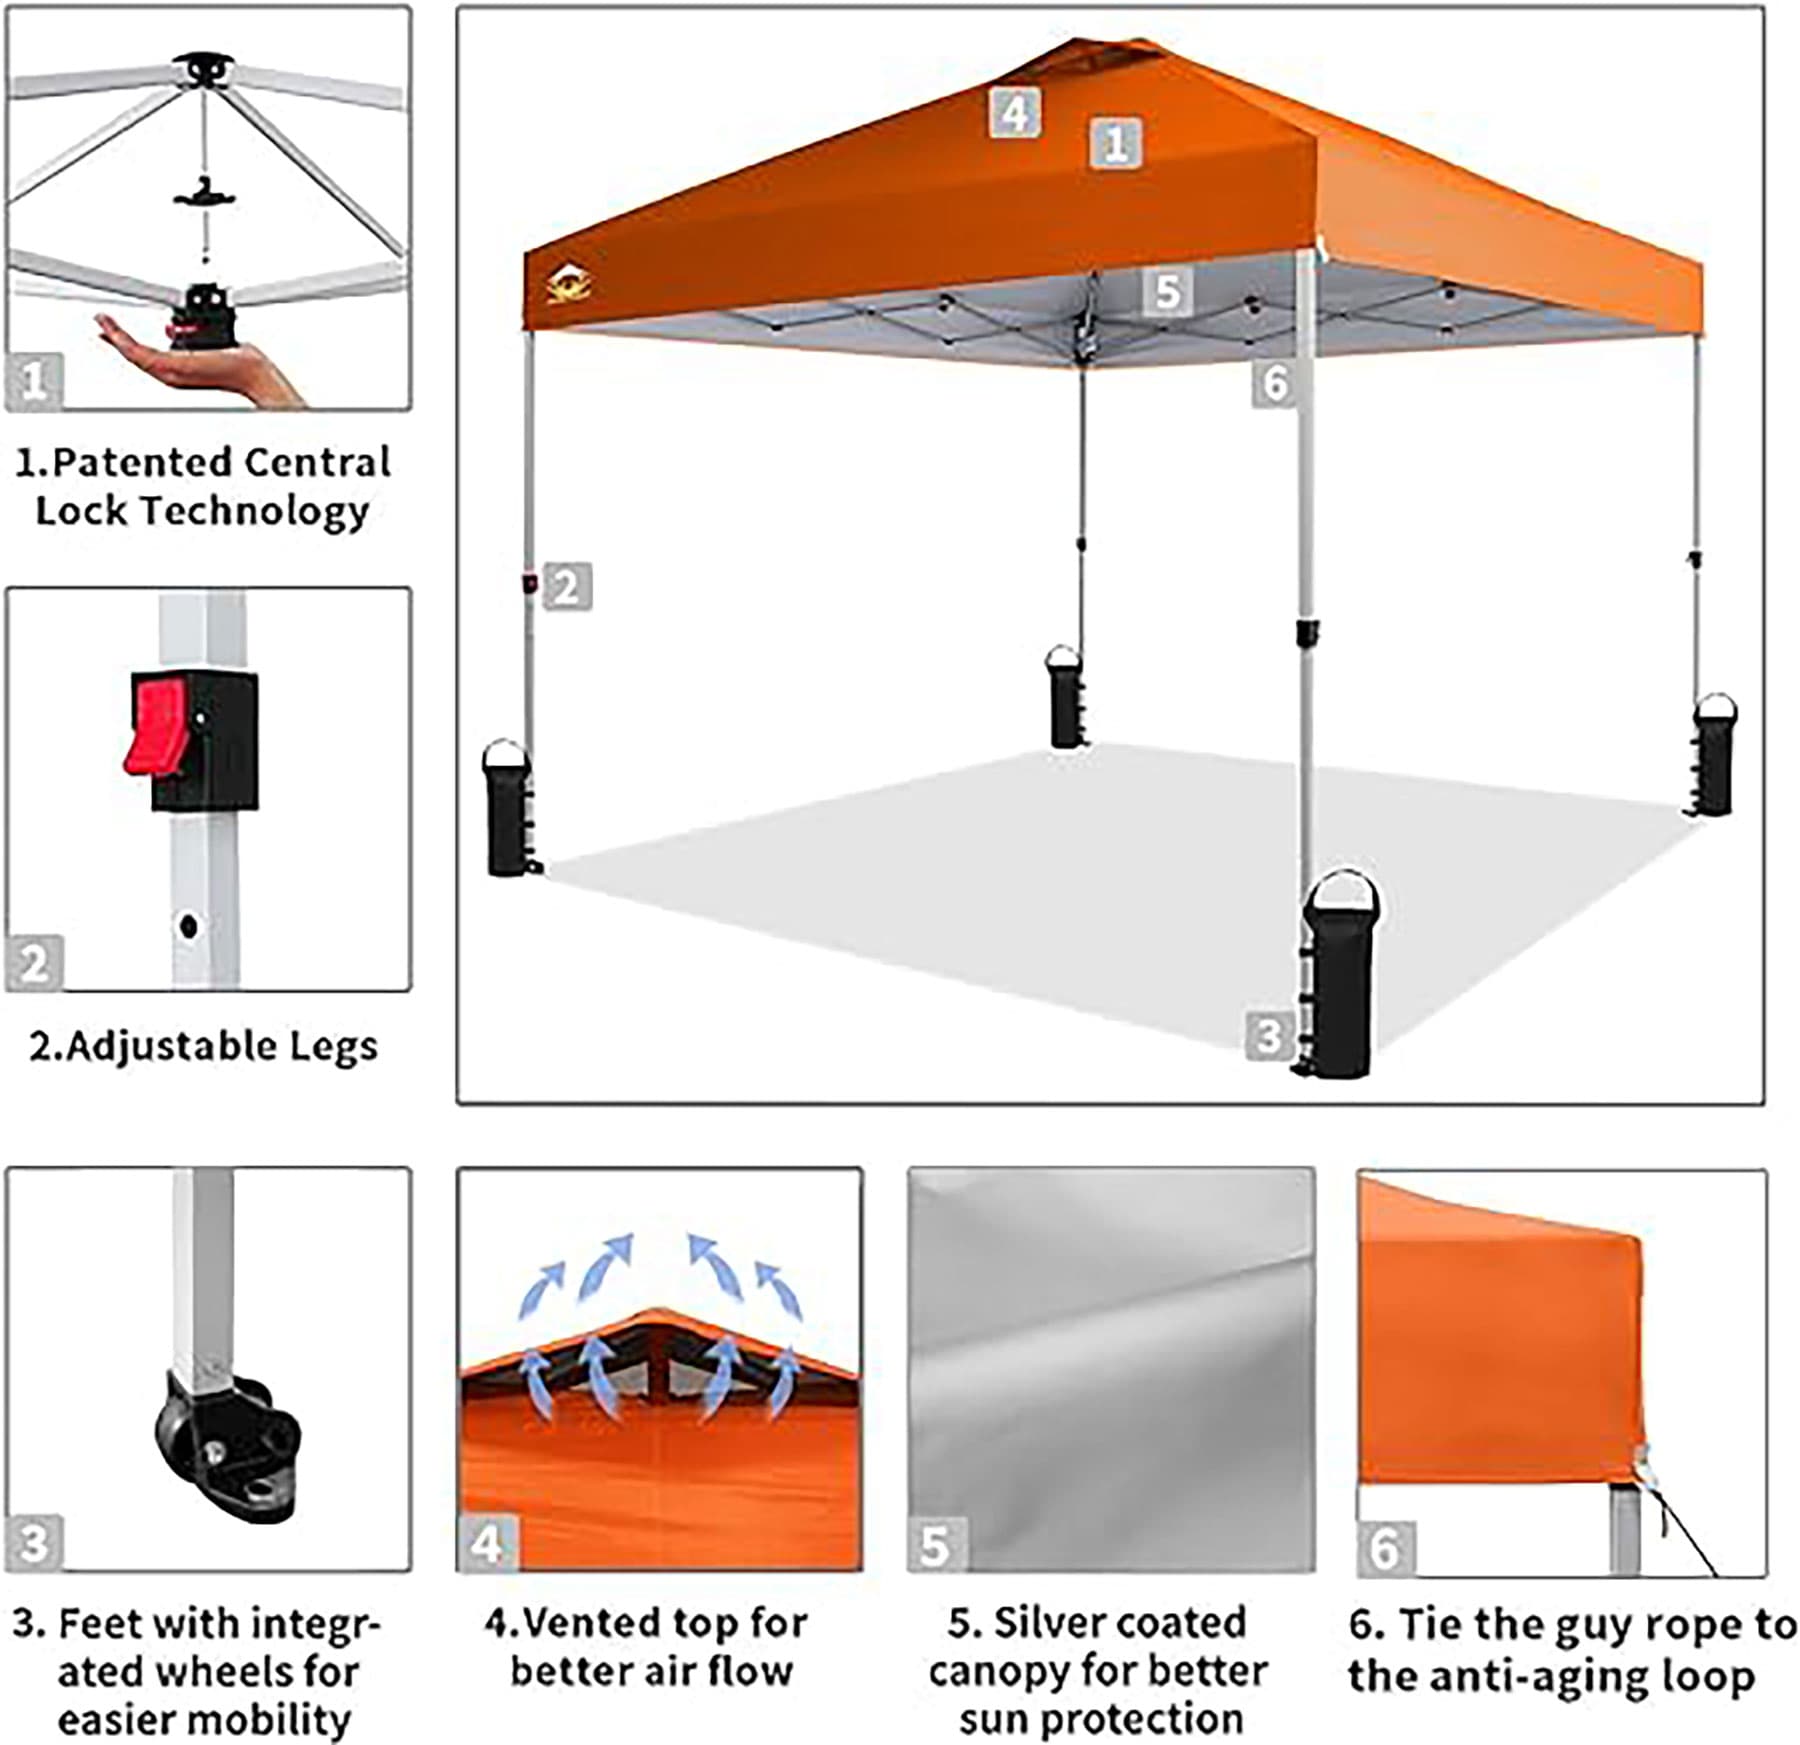 1
1.Patented Central
Lock Technology
4
1
5
6
2
3
2
2.Adjustable Legs
3
3. Feet with integr-
ated wheels for
easier mobility
4
4.Vented top for
better air flow
5
5. Silver coated
canopy for better
sun protection
6
6. Tie the guy rope to
the anti-aging loop